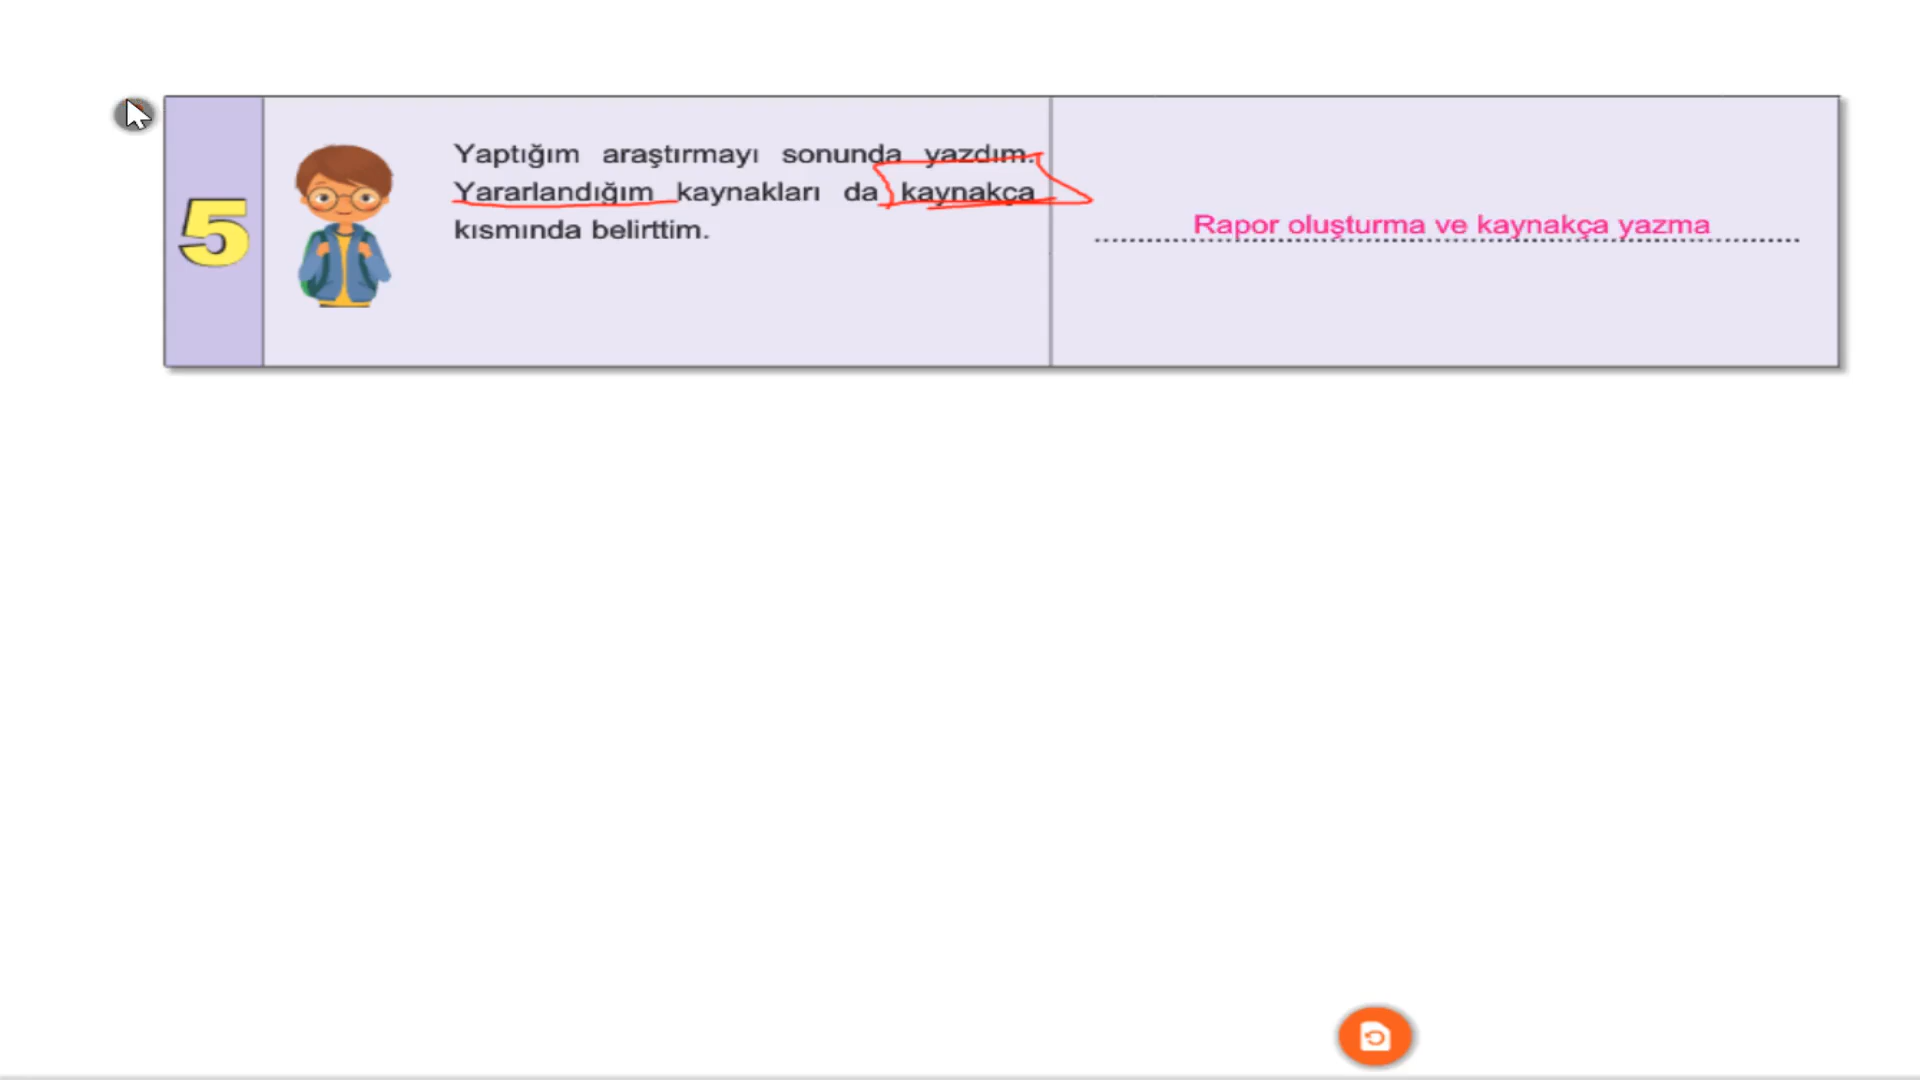 5
Yaptığım araştırmayı sonunda yazdım.
Yararlandığım kaynakları da kaynakça
kısmında belirttim.
Rapor oluşturma ve kaynakça yazma